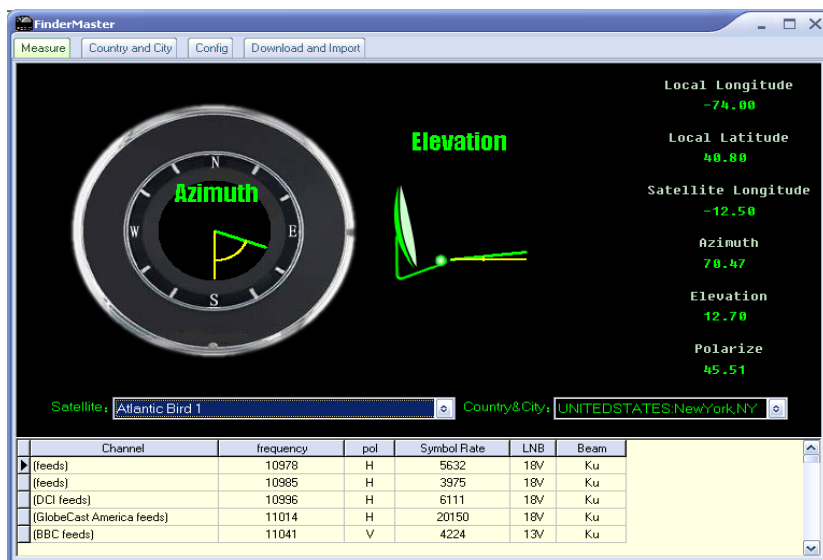 FinderMaster
Measure Country and City Config Download and Import
Local Longitude
-74.00
Local Latitude
40.80
Satellite Longitude
-12.50
Azimuth
70.47
Elevation
12.70
Polarize
45.51
Azimuth
N
E
S
W
Elevation
Satellite: Atlantic Bird 1 Country&City: UNITEDSTATES:NewYork,NY
Channel frequency pol Symbol Rate LNB Beam
(feeds) 10978 H 5632 18V Ku
(feeds) 10985 H 3975 18V Ku
(DCI feeds) 10996 H 6111 18V Ku
(GlobeCast America feeds) 11014 H 20150 18V Ku
(BBC feeds) 11041 V 4224 13V Ku